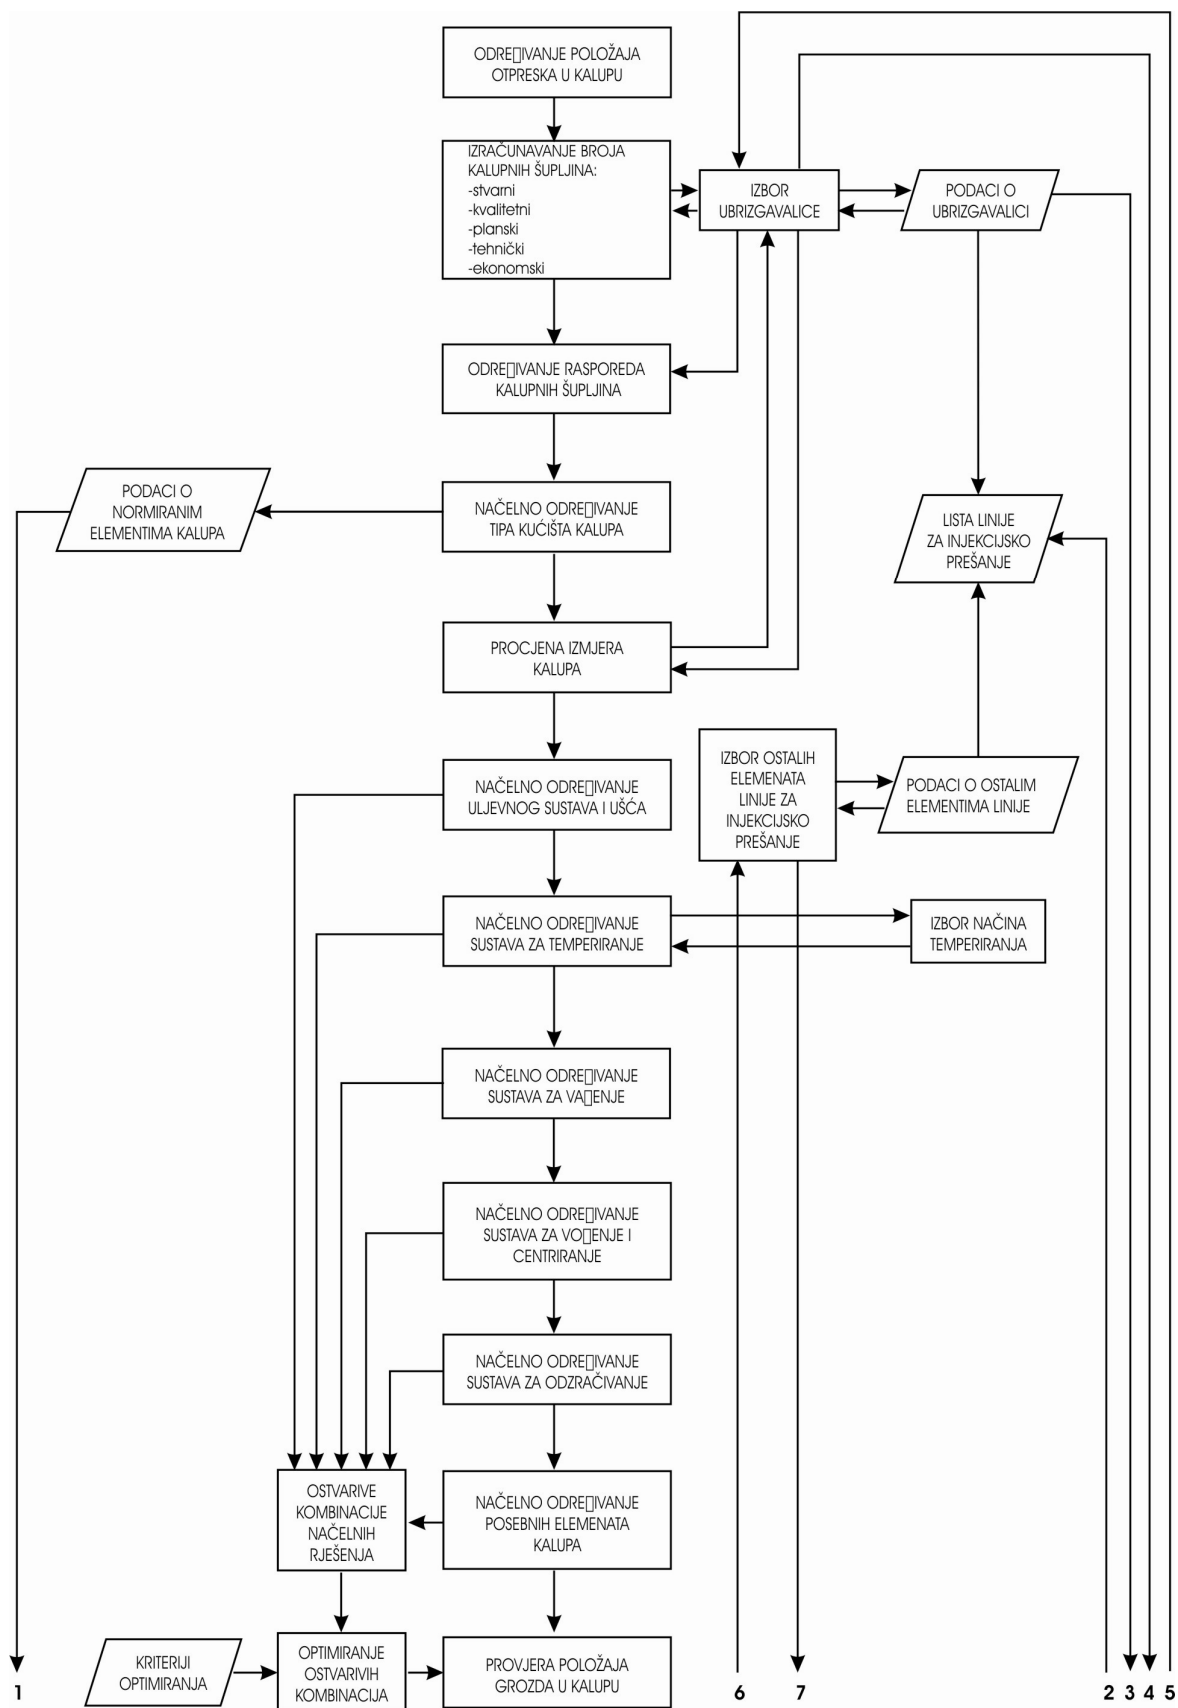 ODRE▯IVANJE POLOŽAJA
OTPRESKA U KALUPU
IZRAČUNAVANJE BROJA
KALUPNIH ŠUPLJINA:
-stvarni
-kvalitetni
-planski
-tehnički
-ekonomski
IZBOR
UBRIZGAVALICE
PODACI O
UBRIZGAVALICI
ODRE▯IVANJE RASPOREDA
KALUPNIH ŠUPLJINA
PODACI O
NORMIRANIM
ELEMENTIMA KALUPA
NAČELNO ODRE▯IVANJE
TIPA KUĆIŠTA KALUPA
LISTA LINIJE
ZA INJEKCIJSKO
PREŠANJE
PROCJENA IZMJERA
KALUPA
NAČELNO ODRE▯IVANJE
ULJEVNOG SUSTAVA I UŠĆA
IZBOR OSTALIH
ELEMENATA
LINIJE ZA
INJEKCIJSKO
PREŠANJE
PODACI O OSTALIM
ELEMENTIMA LINIJE
NAČELNO ODRE▯IVANJE
SUSTAVA ZA TEMPERIRANJE
IZBOR NAČINA
TEMPERIRANJA
NAČELNO ODRE▯IVANJE
SUSTAVA ZA VA▯ENJE
NAČELNO ODRE▯IVANJE
SUSTAVA ZA VO▯ENJE I
CENTRIRANJE
NAČELNO ODRE▯IVANJE
SUSTAVA ZA ODZRAČIVANJE
OSTVARIVE
KOMBINACIJE
NAČELNIH
RJEŠENJA
NAČELNO ODRE▯IVANJE
POSEBNIH ELEMENATA
KALUPA
KRITERIJI
OPTIMIRANJA
OPTIMIRANJE
OSTVARIVIH
KOMBINACIJA
PROVJERA POLOŽAJA
GROZDA U KALUPU
1 6 7 2 3 4 5